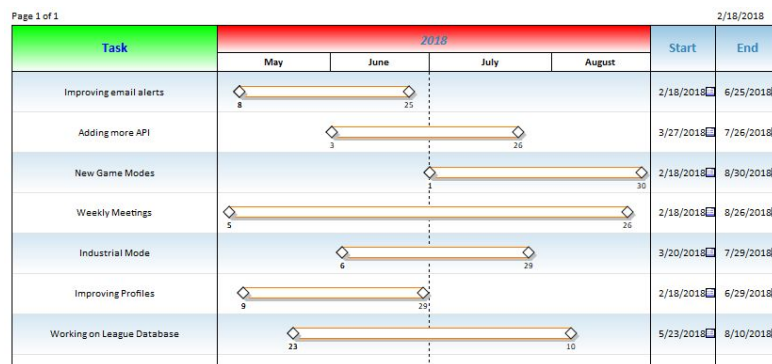 Page 1 of 1 2/18/2018
Task 2018 Start End
May June July August
Improving email alerts 8 25 2/18/2018 6/25/2018
Adding more API 3 26 3/27/2018 7/26/2018
New Game Modes 1 30 2/18/2018 8/30/2018
Weekly Meetings 5 26 2/18/2018 8/26/2018
Industrial Mode 6 29 3/20/2018 7/29/2018
Improving Profiles 9 29 2/18/2018 6/29/2018
Working on League Database 23 10 5/23/2018 8/10/2018